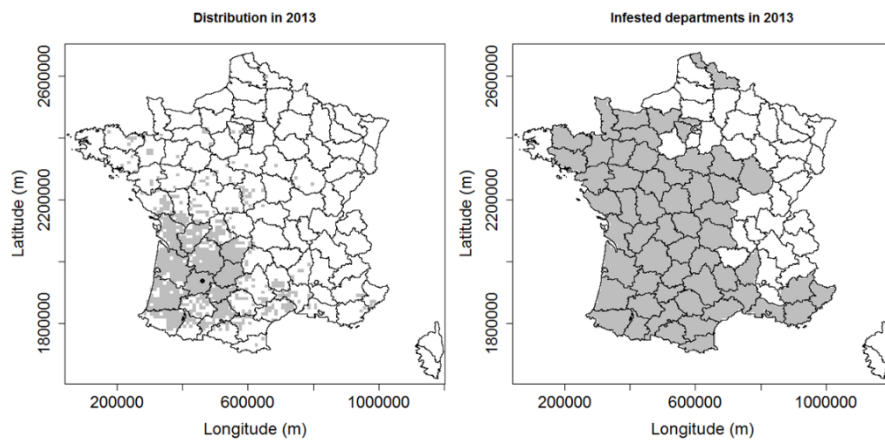 Distribution in 2013
Infested departments in 2013
2600000
2200000
1800000
Latitude (m)
200000
600000
1000000
Longitude (m)
2600000
2200000
1800000
Latitude (m)
200000
600000
1000000
Longitude (m)